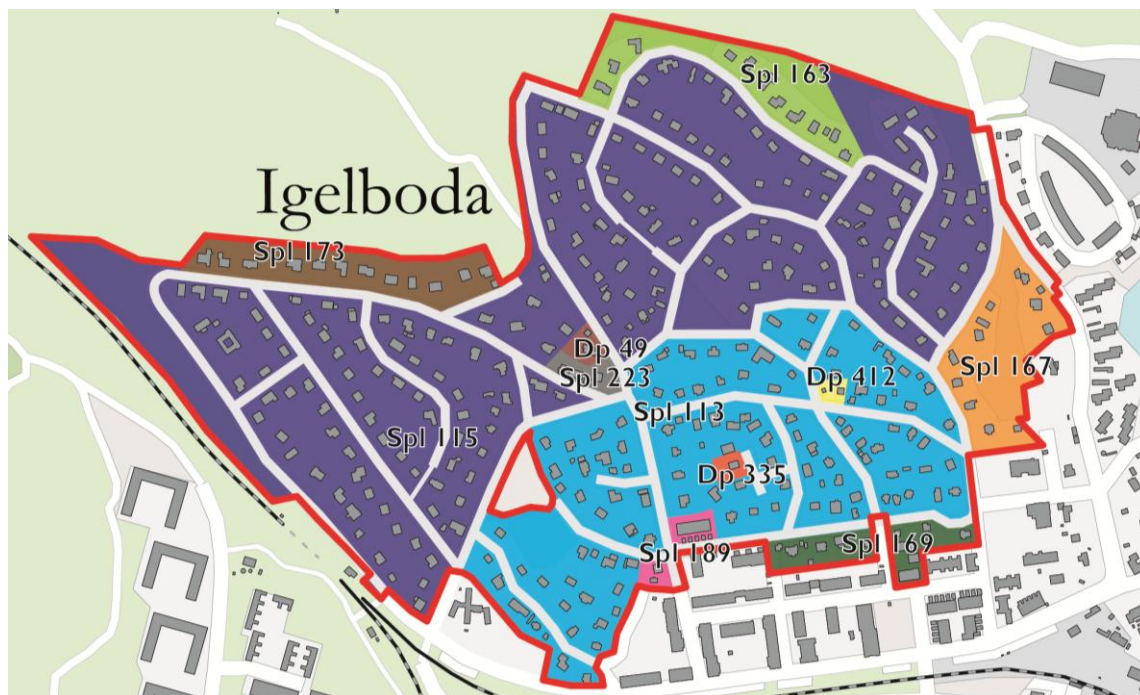 Spl 163
Igelboda
Spl 173
Dp 49
Spl 223
Dp 412
Spl 167
Spl 113
Spl 115
Dp 335
Spl 189
Spl 169